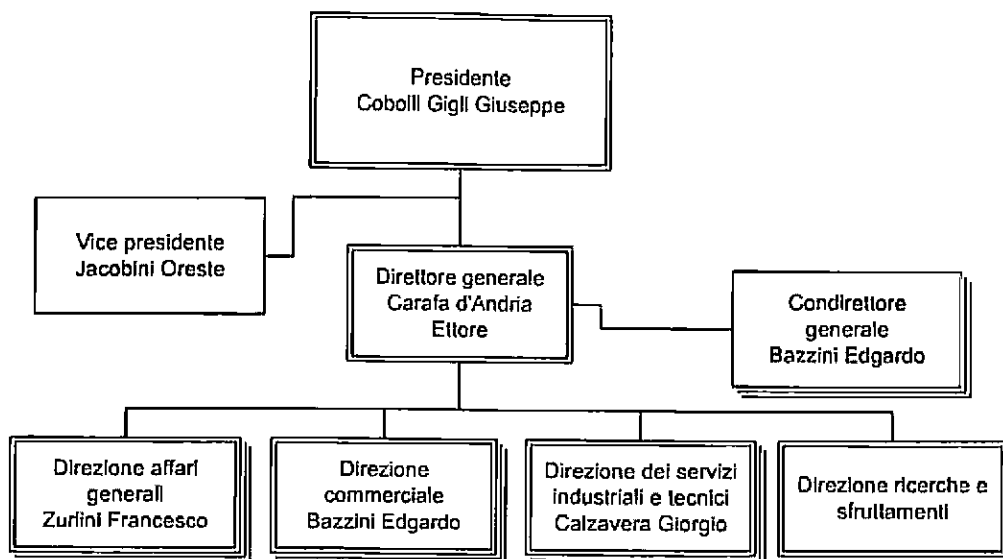 Presidente
Cobolli Gigli Giuseppe
Vice presidente
Jacobini Oreste
Direttore generale
Carafa d'Andria
Ettore
Condirettore
generale
Bazzini Edgardo
Direzione affari
generali
Zurlini Francesco
Direzione
commerciale
Bazzini Edgardo
Direzione dei servizi
industriali e tecnici
Calzavera Giorgio
Direzione ricerche e
sfruttamenti